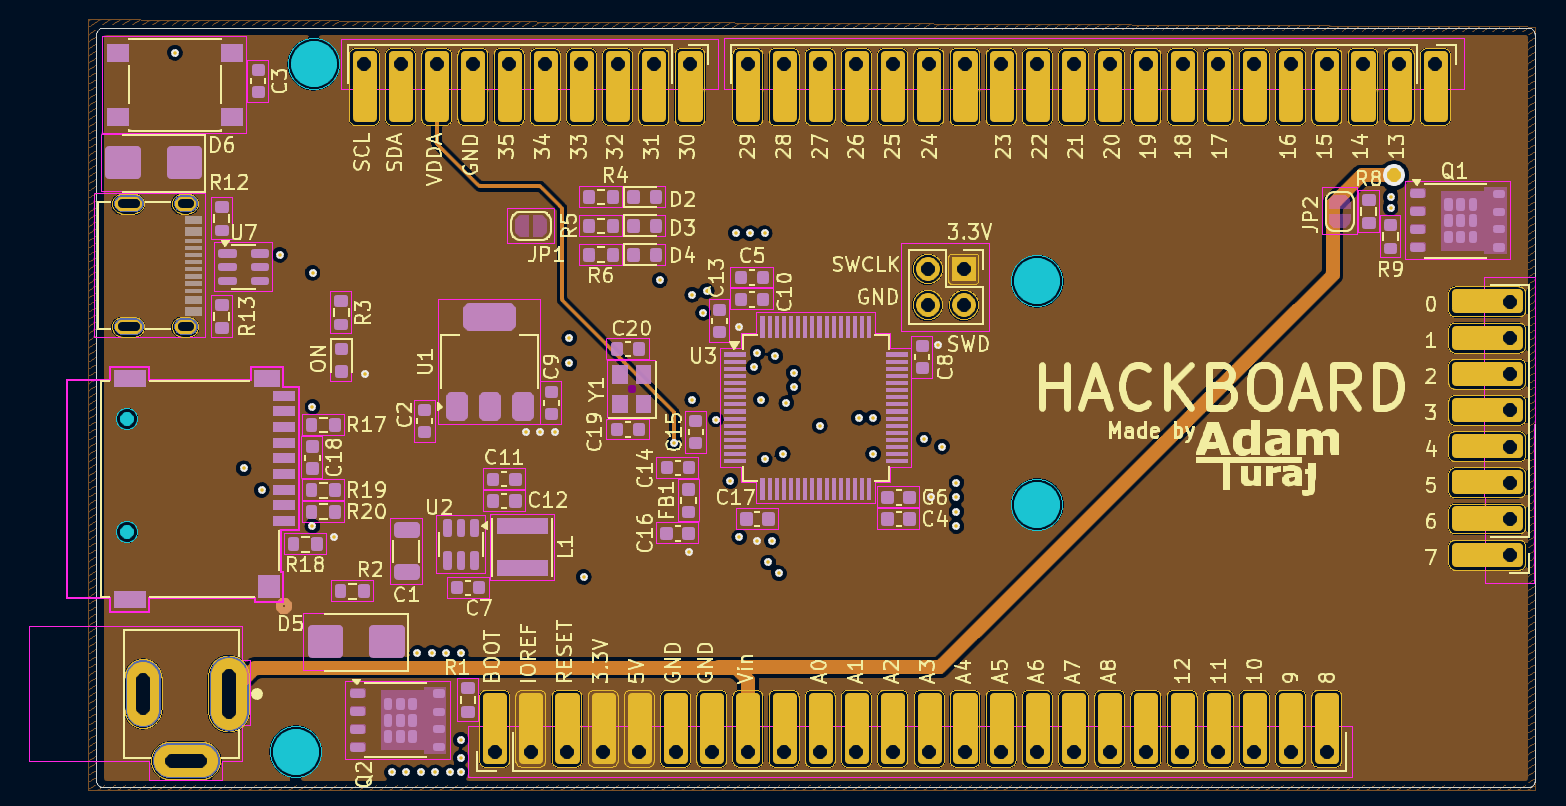 C3
SCL
SDA
VDDA
GND
35
34
33
32
31
30
29
28
27
26
25
24
23
22
21
20
19
18
17
16
15
14
13
D6
R12
R4
R8
Q1
D2
R5
D3
JP1
R6
D4
JP2
R9
U7
3.3V
SWCLK
GND
SWD
C5
C13
C10
R13
R3
C20
U3
C8
ON
U1
C9
Y1
C19
C2
C15
0
1
2
3
4
5
6
7
HACKBOARD
Made by
Adam
Turaj
R17
C18
R19
R20
R18
C11
C12
C14
FB1
C17
C16
C6
C4
U2
L1
R2
C1
C7
D5
R1
BOOT
IOREF
RESET
3.3V
5V
GND
GND
Vin
A0
A1
A2
A3
A4
A5
A6
A7
A8
12
11
10
9
8
Q2